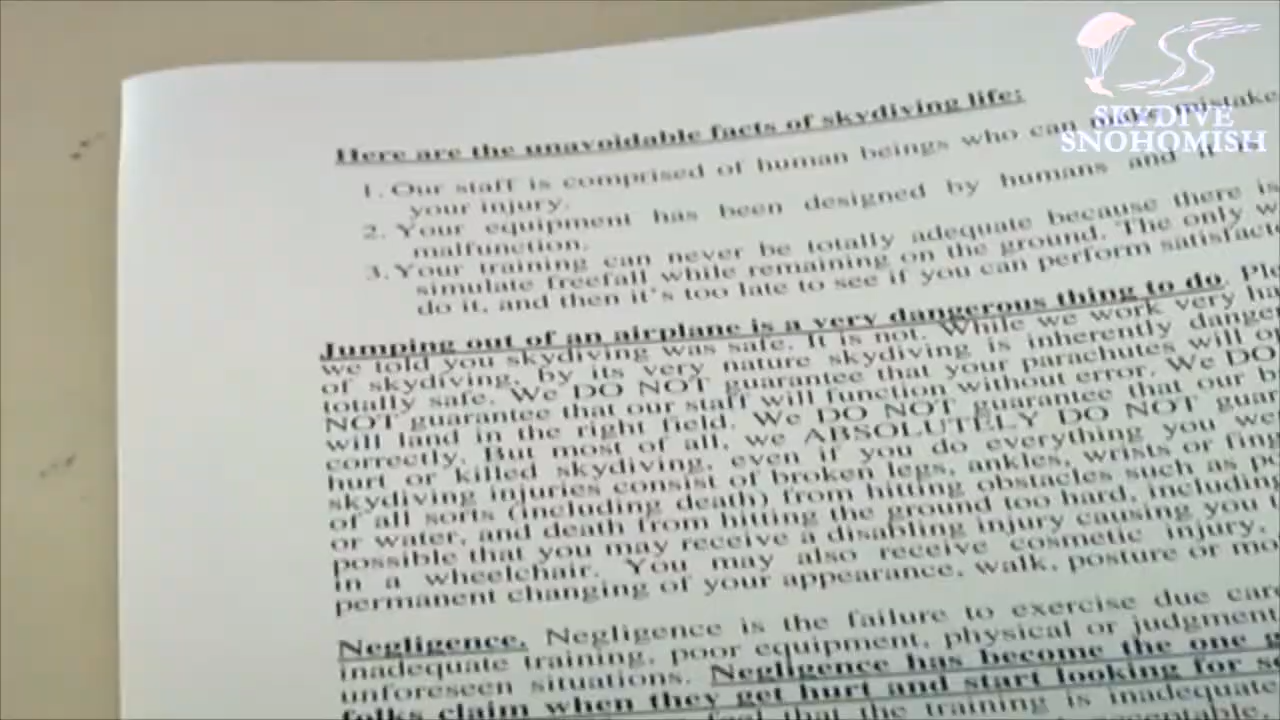 SKYDIVE
SNOHOMISH
Here are the unavoidable facts of skydiving life:
1. Our staff is comprised of human beings who can make mistake
your injury.
2. Your equipment has been designed by humans and it
malfunction.
3. Your training can never be totally adequate because there is
simulate freefall while remaining on the ground. The only w
do it, and then it's too late to see if you can perform satisfacto
Jumping out of an airplane is a very dangerous thing to do. Ple
we told you skydiving was safe. It is not. While we work very ha
of skydiving, by its very nature skydiving is inherently danger
totally safe. We DO NOT guarantee that your parachutes will o
NOT guarantee that our staff will function without error. We DO
will land in the right field. We DO NOT guarantee that our b
correctly. But most of all, we ABSOLUTELY DO NOT guar
hurt or killed skydiving, even if you do everything you we
skydiving injuries consist of broken legs, ankles, wrists or fing
of all sorts (including death) from hitting obstacles such as po
or water, and death from hitting the ground too hard, including
possible that you may receive a disabling injury causing you t
in a wheelchair. You may also receive cosmetic injury,
permanent changing of your appearance, walk, posture or mo
Negligence. Negligence is the failure to exercise due care
inadequate training, poor equipment, physical or judgment
unforeseen situations. Negligence has become the one g
folks claim when they get hurt and start looking for so
feel that the training is inadequate